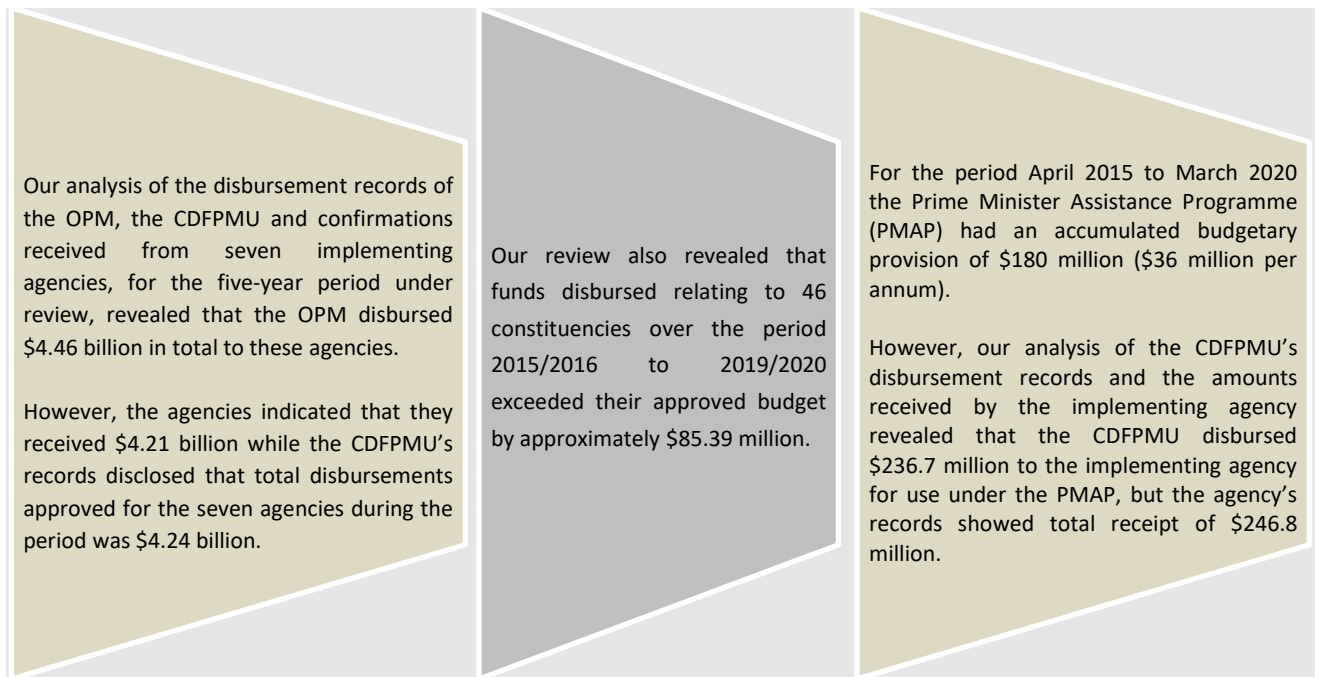 Our analysis of the disbursement records of
the OPM, the CDFPMU and confirmations
received from seven implementing
agencies, for the five-year period under
review, revealed that the OPM disbursed
$4.46 billion in total to these agencies.
However, the agencies indicated that they
received $4.21 billion while the CDFPMU’s
records disclosed that total disbursements
approved for the seven agencies during the
period was $4.24 billion.
Our review also revealed that
funds disbursed relating to 46
constituencies over the period
2015/2016 to 2019/2020
exceeded their approved budget
by approximately $85.39 million.
For the period April 2015 to March 2020
the Prime Minister Assistance Programme
(PMAP) had an accumulated budgetary
provision of $180 million ($36 million per
annum).
However, our analysis of the CDFPMU’s
disbursement records and the amounts
received by the implementing agency
revealed that the CDFPMU disbursed
$236.7 million to the implementing agency
for use under the PMAP, but the agency’s
records showed total receipt of $246.8
million.